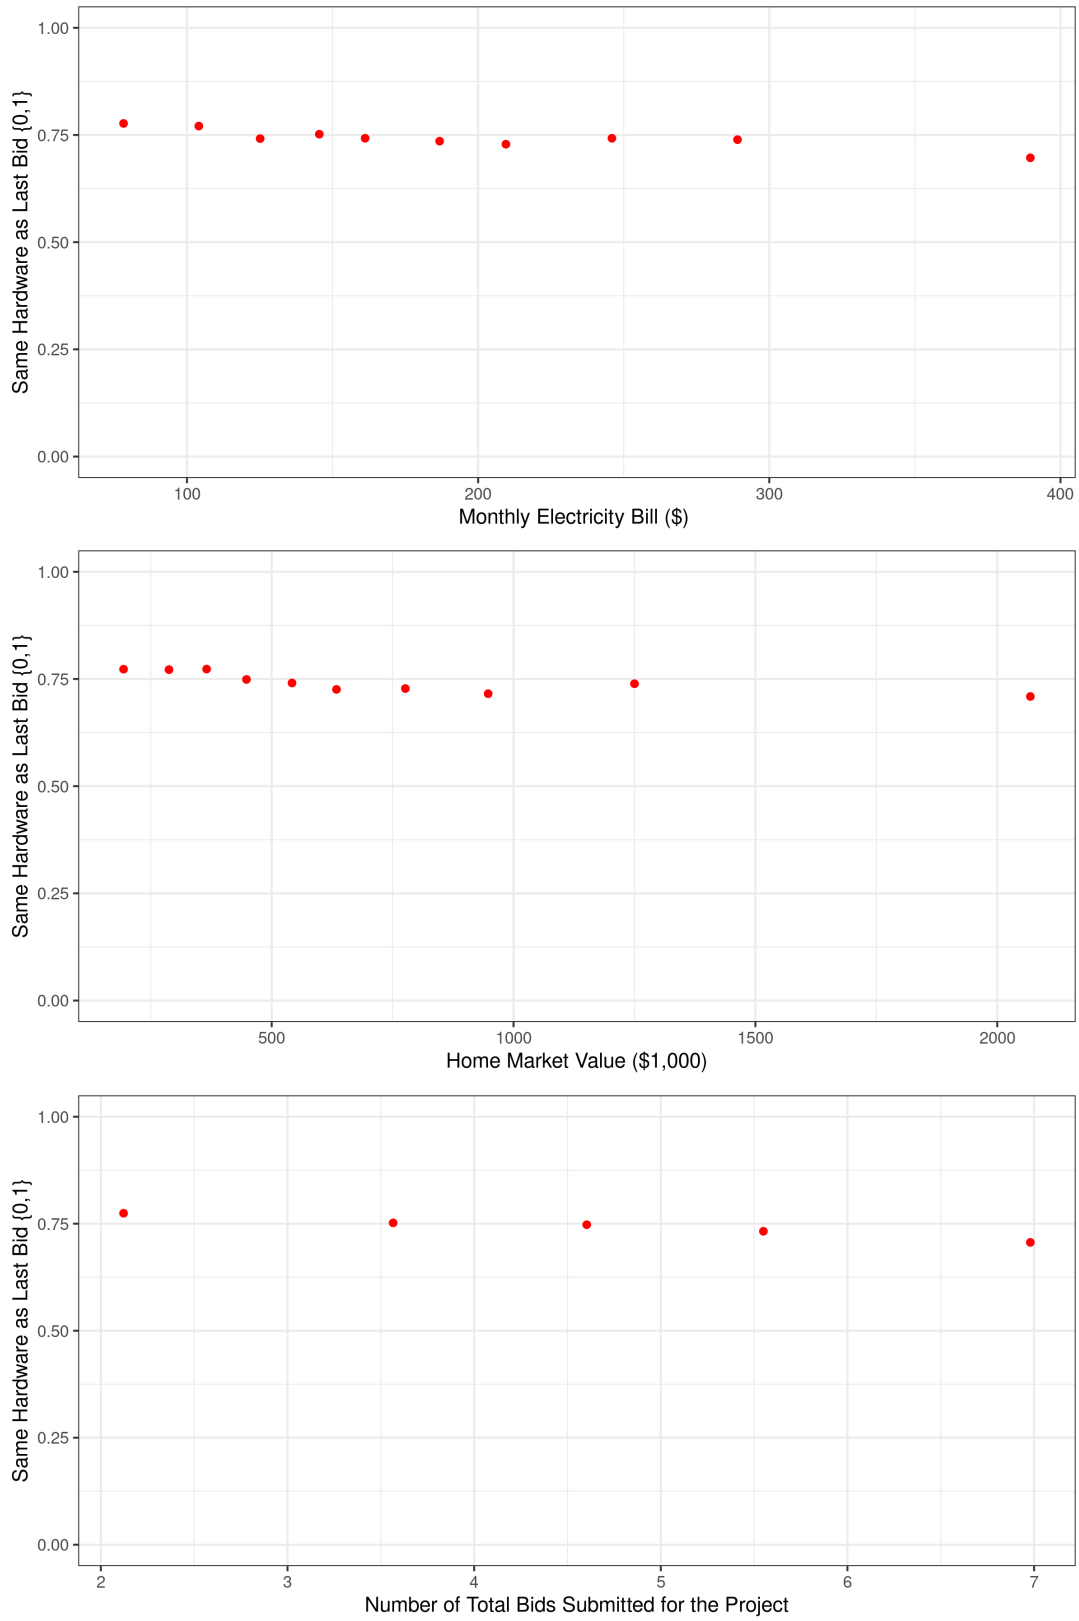 1.00
0.75
0.50
0.25
0.00
Same Hardware as Last Bid {0,1}
100 200 300 400
Monthly Electricity Bill ($)
1.00
0.75
0.50
0.25
0.00
Same Hardware as Last Bid {0,1}
500 1000 1500 2000
Home Market Value ($1,000)
1.00
0.75
0.50
0.25
0.00
Same Hardware as Last Bid {0,1}
2 3 4 5 6 7
Number of Total Bids Submitted for the Project